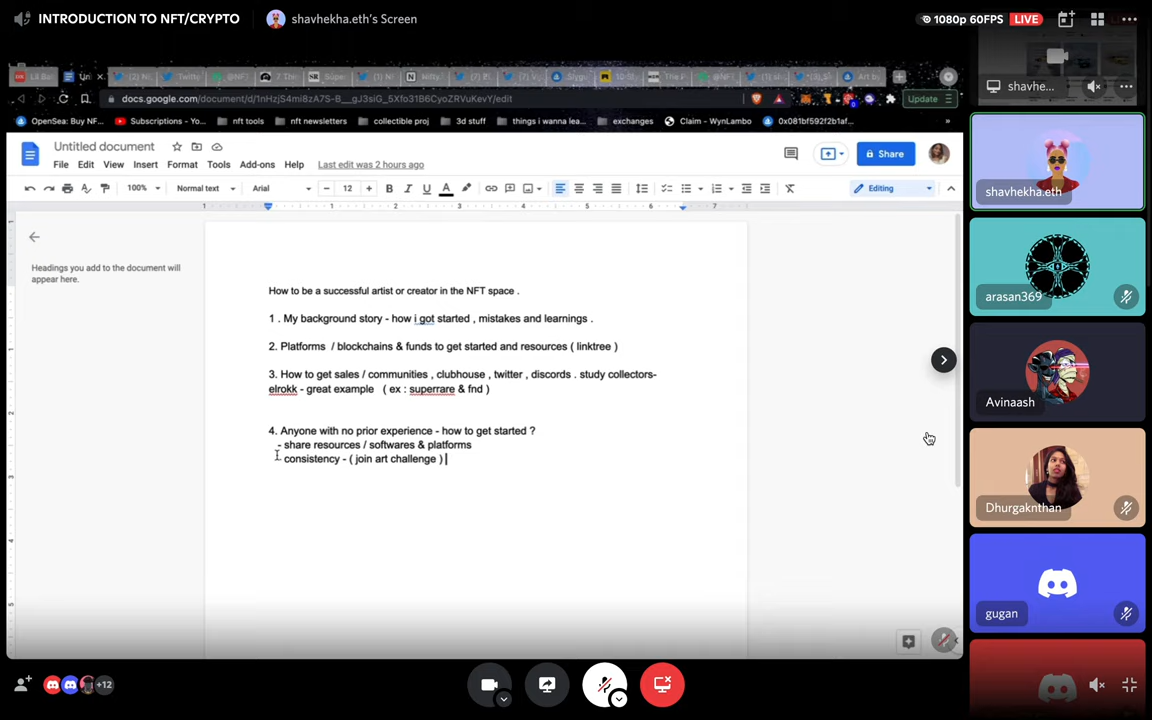 INTRODUCTION TO NFT/CRYPTO
shavhekha.eth's Screen
1080p 60FPS LIVE
docs.google.com/document/d/1nHzjS4mi8zA7S-B__gJ3siG_5Xfo31B6CyoZRVuKevY/edit
Update
OpenSea: Buy NF...
Subscriptions - Yo...
nft tools
nft newsletters
collectible proj
3d stuff
things i wanna lea...
exchanges
Claim - WynLambo
0x081bf592f2b1af...
Untitled document
File Edit View Insert Format Tools Add-ons Help Last edit was 2 hours ago
Share
100% Normal text Arial 12 Editing
Headings you add to the document will
appear here.
How to be a successful artist or creator in the NFT space .
1 . My background story - how i got started , mistakes and learnings .
2. Platforms / blockchains & funds to get started and resources ( linktree )
3. How to get sales / communities , clubhouse , twitter , discords . study collectors-
elrokk - great example ( ex : superrare & fnd )
4. Anyone with no prior experience - how to get started ?
- share resources / softwares & platforms
consistency - ( join art challenge )
shavhe...
shavhekha.eth
arasan369
Avinaash
Dhurgaknthan
gugan
+12